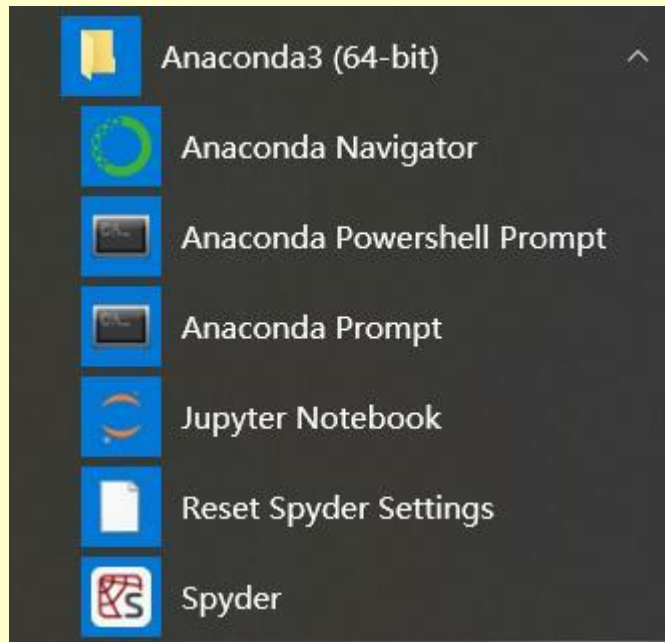 Anaconda3 (64-bit)
Anaconda Navigator
Anaconda Powershell Prompt
Anaconda Prompt
Jupyter Notebook
Reset Spyder Settings
Spyder